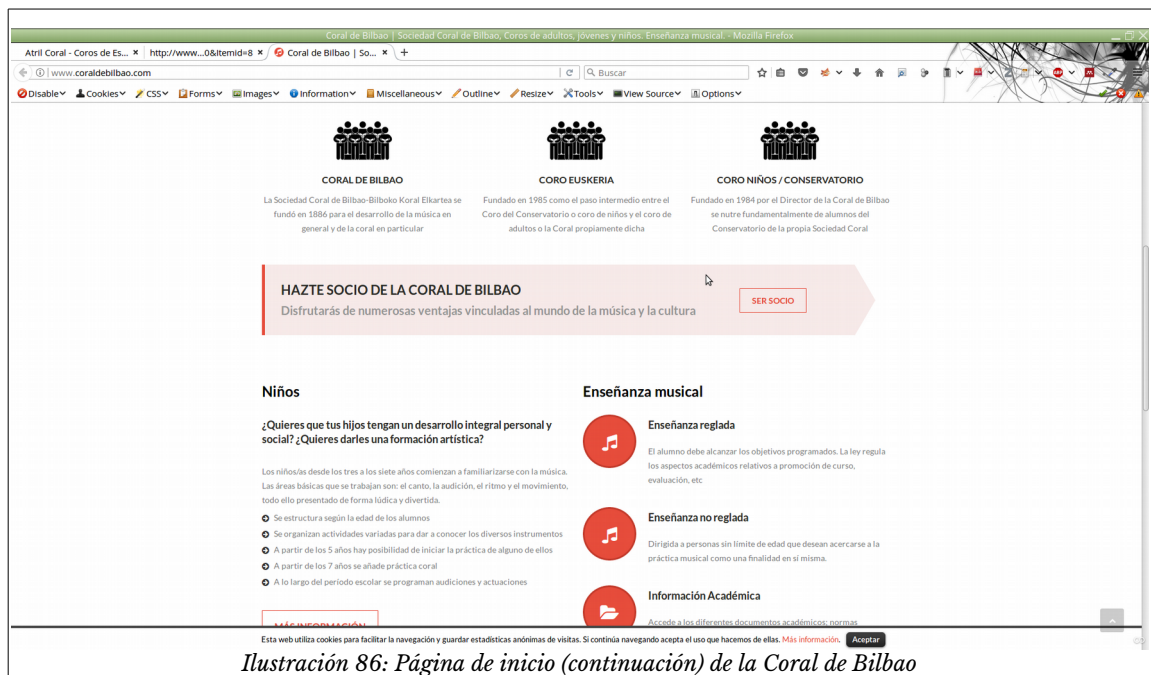 Coral de Bilbao | Sociedad Coral de Bilbao, Coros de adultos, jóvenes y niños. Enseñanza musical. - Mozilla Firefox
Atril Coral - Coros de Es... × http://www...0&Itemid=8 × Coral de Bilbao | So... × +
www.coraldebilbao.com Buscar
Disable Cookies CSS Forms Images Information Miscellaneous Outline Resize Tools View Source Options
CORAL DE BILBAO
La Sociedad Coral de Bilbao-Bilboko Koral Elkartea se
fundó en 1886 para el desarrollo de la música en
general y de la coral en particular
CORO EUSKERIA
Fundado en 1985 como el paso intermedio entre el
Coro del Conservatorio o coro de niños y el coro de
adultos o la Coral propiamente dicha
CORO NIÑOS / CONSERVATORIO
Fundado en 1984 por el Director de la Coral de Bilbao
se nutre fundamentalmente de alumnos del
Conservatorio de la propia Sociedad Coral
HAZTE SOCIO DE LA CORAL DE BILBAO
Disfrutarás de numerosas ventajas vinculadas al mundo de la música y la cultura
SER SOCIO
Niños
¿Quieres que tus hijos tengan un desarrollo integral personal y
social? ¿Quieres darles una formación artística?
Los niños/as desde los tres a los siete años comienzan a familiarizarse con la música.
Las áreas básicas que se trabajan son: el canto, la audición, el ritmo y el movimiento,
todo ello presentado de forma lúdica y divertida.
Se estructura según la edad de los alumnos
Se organizan actividades variadas para dar a conocer los diversos instrumentos
A partir de los 5 años hay posibilidad de iniciar la práctica de alguno de ellos
A partir de los 7 años se añade práctica coral
A lo largo del período escolar se programan audiciones y actuaciones
MÁS INFORMACIÓN
Enseñanza musical
Enseñanza reglada
El alumno debe alcanzar los objetivos programados. La ley regula
los aspectos académicos relativos a promoción de curso,
evaluación, etc
Enseñanza no reglada
Dirigida a personas sin límite de edad que desean acercarse a la
práctica musical como una finalidad en sí misma.
Información Académica
Accede a los diferentes documentos académicos: normas
Esta web utiliza cookies para facilitar la navegación y guardar estadísticas anónimas de visitas. Si continúa navegando acepta el uso que hacemos de ellas. Más información. Aceptar
Ilustración 86: Página de inicio (continuación) de la Coral de Bilbao